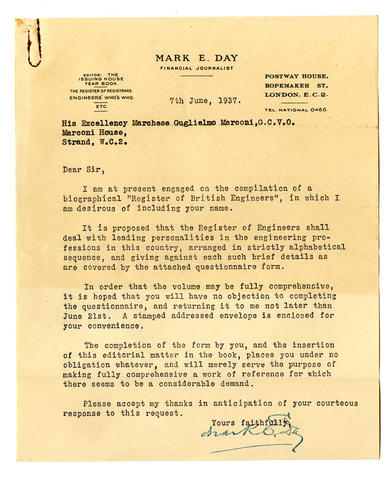 MARK E. DAY
FINANCIAL JOURNALIST
EDITOR: THE
ISSUING HOUSE
YEAR BOOK
THE REGISTER OF REGISTRARS.
ENGINEERS' WHO'S WHO.
ETC
POSTWAY HOUSE,
ROPEMAKER ST,
LONDON, E.C.2.
TEL. NATIONAL 0466.
7th June, 1937.
His Excellency Marchese Guglielmo Marconi,G.C.V.O.
Marconi House,
Strand, W.C.2.
Dear Sir,
I am at present engaged on the compilation of a
biographical "Register of British Engineers", in which I
am desirous of including your name.
It is proposed that the Register of Engineers shall
deal with leading personalities in the engineering pro-
fessions in this country, arranged in strictly alphabetical
sequence, and giving against each such brief details as
are covered by the attached questionnaire form.
In order that the volume may be fully comprehensive,
it is hoped that you will have no objection to completing
the questionnaire, and returning it to me not later than
June 21st. A stamped addressed envelope is enclosed for
your convenience.
The completion of the form by you, and the insertion
of this editorial matter in the book, places you under no
obligation whatever, and will merely serve the purpose of
making fully comprehensive a work of reference for which
there seems to be a considerable demand.
Please accept my thanks in anticipation of your courteous
response to this request.
Yours faithfully,
Mark E. Day